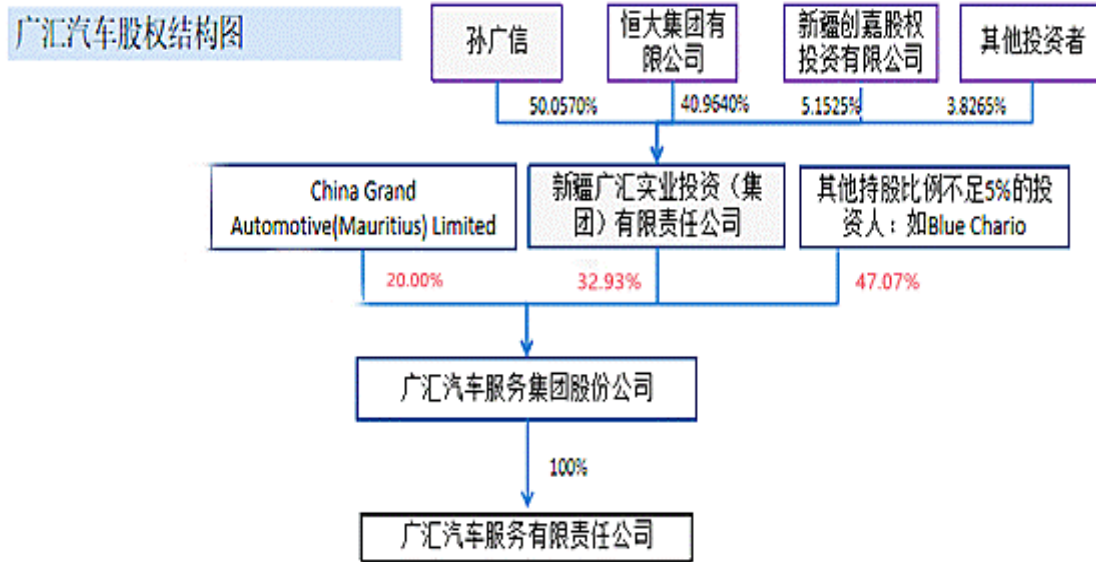 广汇汽车股权结构图
孙广信
恒大集团有
限公司
新疆创嘉股权
投资有限公司
其他投资者
50.0570%
40.9640%
5.1525%
3.8265%
China Grand
Automotive(Mauritius) Limited
新疆广汇实业投资（集
团）有限责任公司
其他持股比例不足5%的投
资人：如Blue Chario
20.00%
32.93%
47.07%
广汇汽车服务集团股份公司
100%
广汇汽车服务有限责任公司